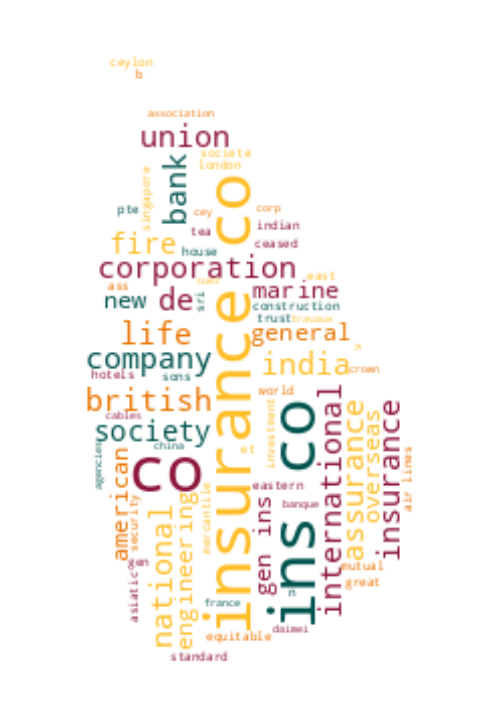 ceylon
b
association
union
societe
bank
london
singapore
co
pte
cey
corp
tea
indian
fire
house
ceased
corporation
east
ass
marine
new
de
sri
construction
trust
travaux
life
general
insurance co
company
india
crown
hotels
sons
british
world
cables
society
china
et
agencies
co
investment
ins co
international
assurance
overseas
insurance
air lines
american
security
national
engineering
mercantile
eastern
gen ins
banque
gen
mutual
asiatic
great
n
france
daimei
equitable
standard